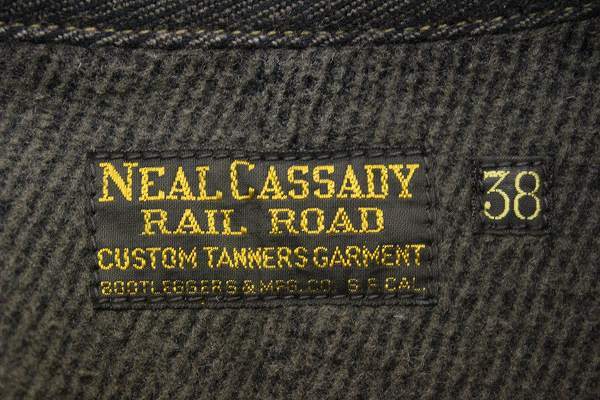 NEAL CASSADY
RAIL ROAD
CUSTOM TANNERS GARMENT
BOOTLEGGERS & MFG. CO. S F CAL.
38